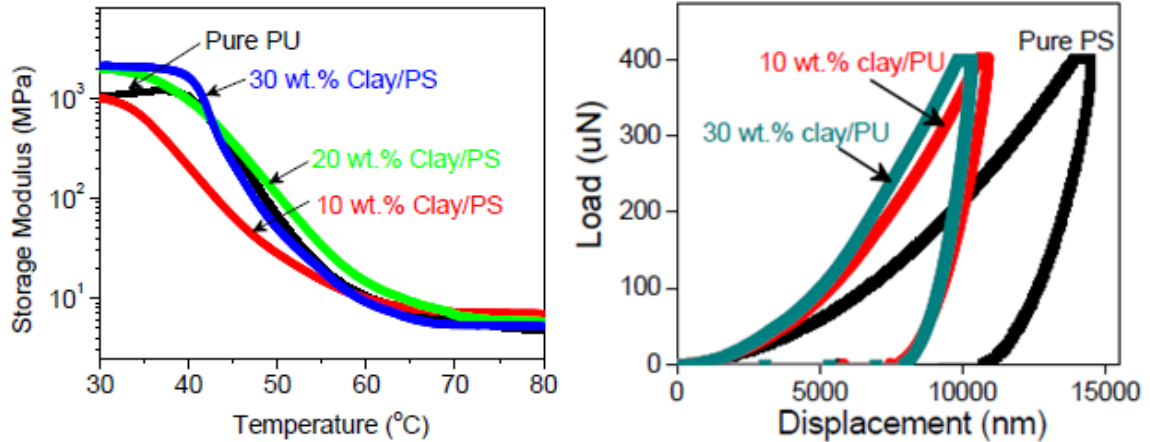 Pure PU
30 wt.% Clay/PS
20 wt.% Clay/PS
10 wt.% Clay/PS
Storage Modulus (MPa)
10³
10²
10¹
30 40 50 60 70 80
Temperature (°C)
Pure PS
10 wt.% clay/PU
30 wt.% clay/PU
Load (uN)
400
300
200
100
0
0 5000 10000 15000
Displacement (nm)